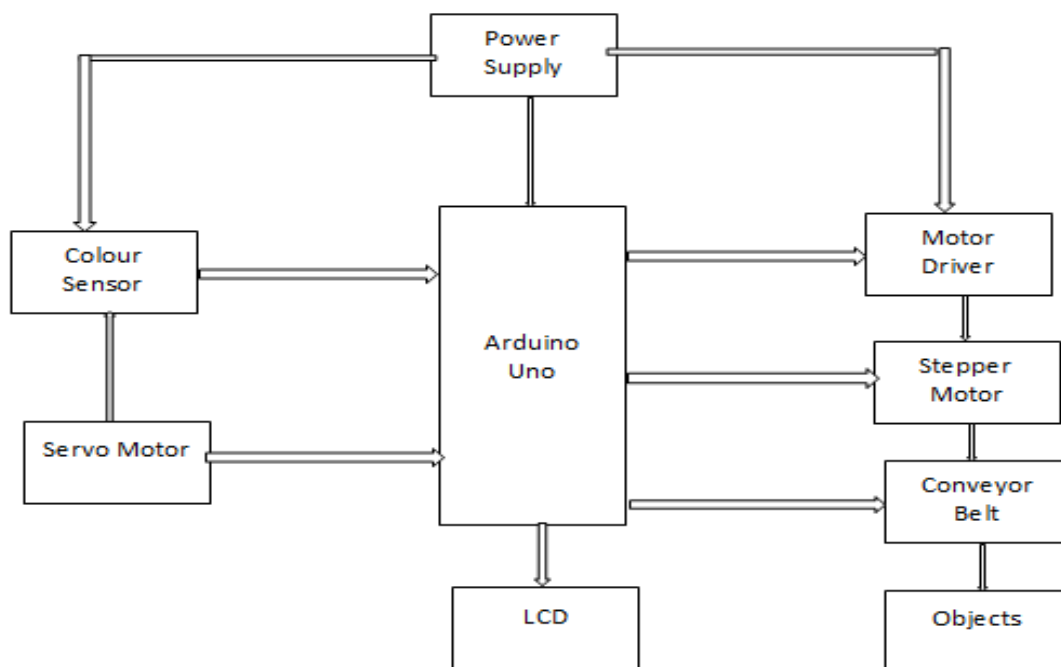 Power
Supply
Colour
Sensor
Motor
Driver
Arduino
Uno
Stepper
Motor
Servo Motor
Conveyor
Belt
LCD
Objects